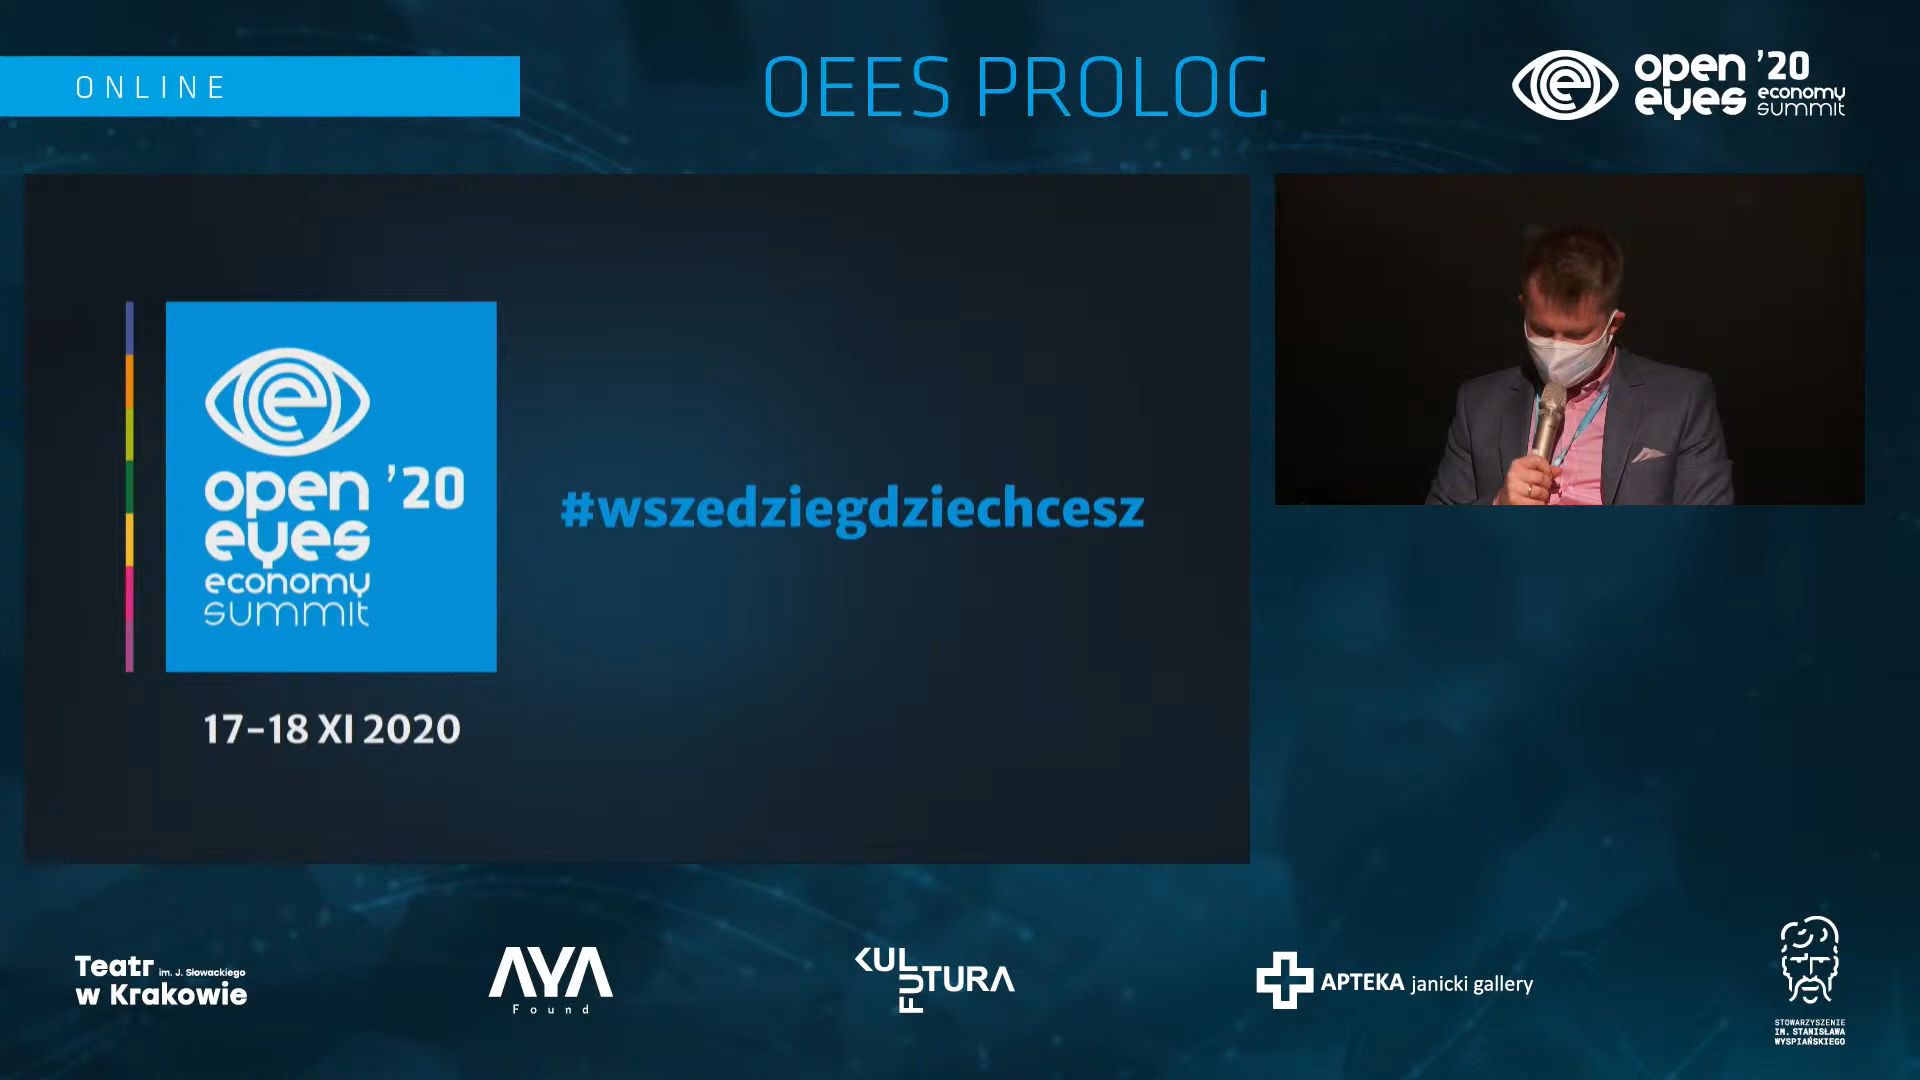 ONLINE
OEES PROLOG
open '20
eyes economy
summit
open '20
eyes
economy
summit
#wszedziegdziechcesz
17–18 XI 2020
Teatr im. J. Słowackiego
w Krakowie
AYA
Found
KULTURA
FU
APTEKA janicki gallery
STOWARZYSZENIE
IM. STANISŁAWA
WYSPIAŃSKIEGO